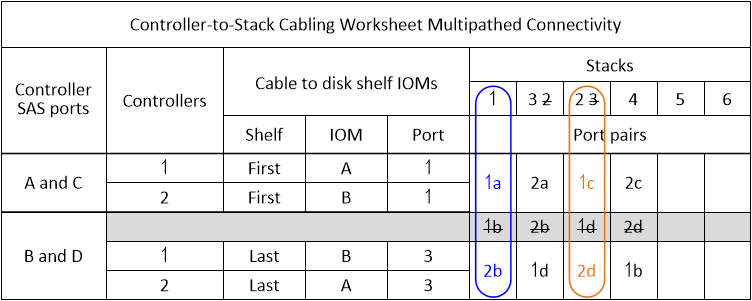 Controller-to-Stack Cabling Worksheet Multipathed Connectivity
Controller SAS ports Controllers Cable to disk shelf IOMs Stacks
1 3 2 2 3 4 5 6
Shelf IOM Port Port pairs
A and C 1 First A 1 1a 2a 1c 2c
2 First B 1
B and D 1b 2b 1d 2d
1 Last B 3 2b 1d 2d 1b
2 Last A 3